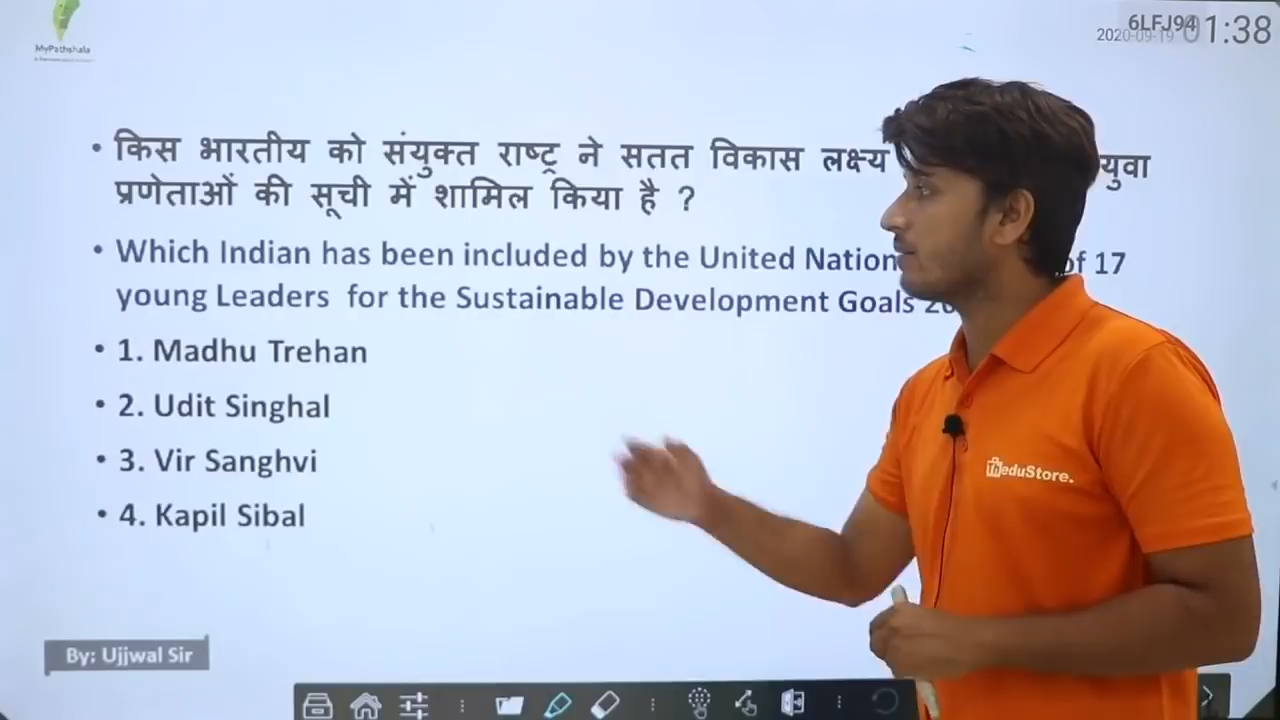 MyPathshala
6LFJ94
2020-09-19 01:38
• किस भारतीय को संयुक्त राष्ट्र ने सतत विकास लक्ष्य युवा
प्रणेताओं की सूची में शामिल किया है ?
• Which Indian has been included by the United Nation of 17
young Leaders for the Sustainable Development Goals
• 1. Madhu Trehan
• 2. Udit Singhal
• 3. Vir Sanghvi
• 4. Kapil Sibal
TheduStore.
By: Ujjwal Sir